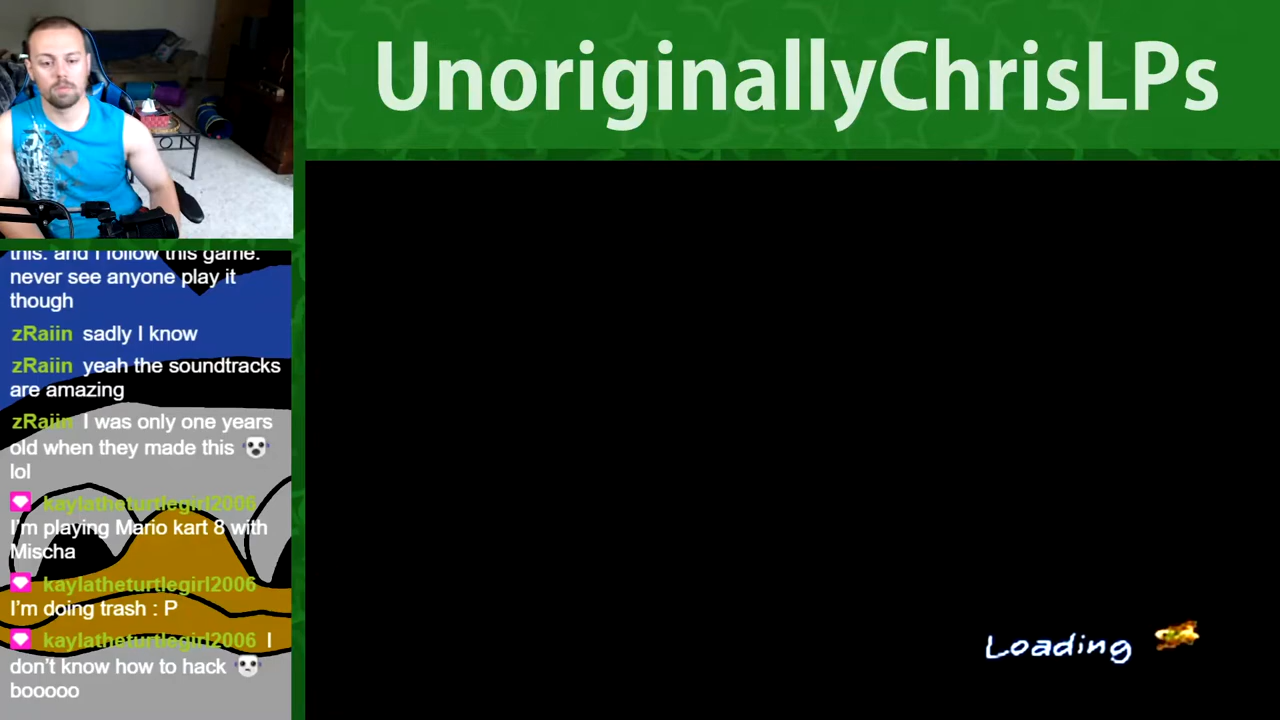 UnoriginallyChrisLPs
this. and I follow this game.
never see anyone play it
though
zRaiin sadly I know
zRaiin yeah the soundtracks
are amazing
zRaiin I was only one years
old when they made this
lol
kaylatheturtlegirl2006
I'm playing Mario kart 8 with
Mischa
kaylatheturtlegirl2006
I'm doing trash : P
kaylatheturtlegirl2006 I
don't know how to hack
booooo
Loading